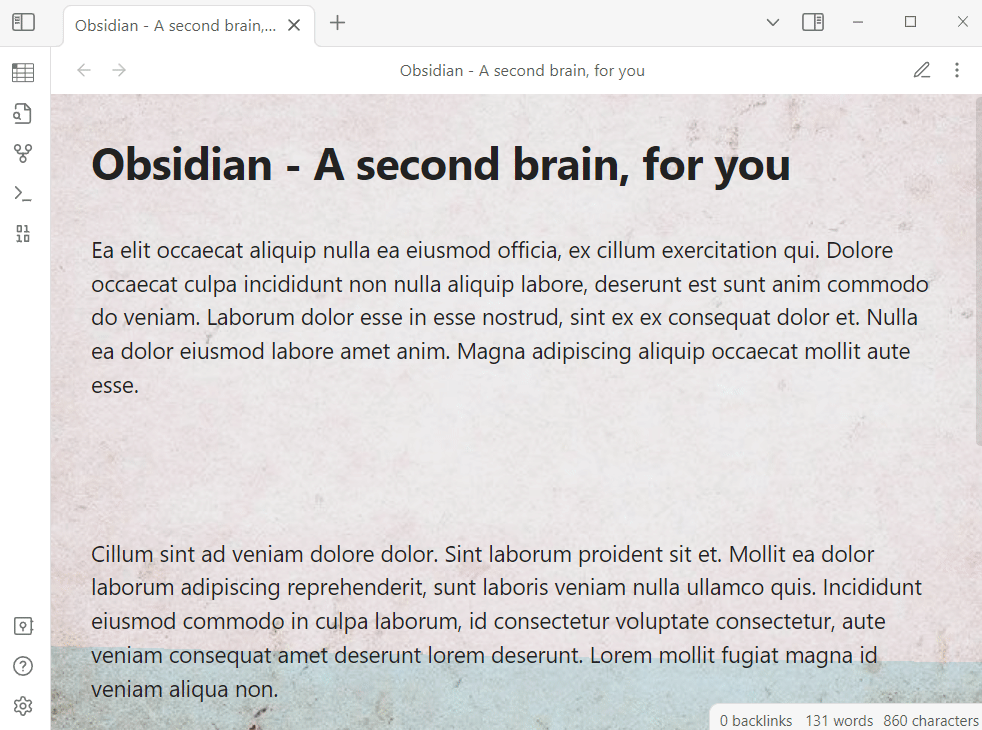 Obsidian - A second brain,...
Obsidian - A second brain, for you
Obsidian - A second brain, for you
Ea elit occaecat aliquip nulla ea eiusmod officia, ex cillum exercitation qui. Dolore
occaecat culpa incididunt non nulla aliquip labore, deserunt est sunt anim commodo
do veniam. Laborum dolor esse in esse nostrud, sint ex ex consequat dolor et. Nulla
ea dolor eiusmod labore amet anim. Magna adipiscing aliquip occaecat mollit aute
esse.
Cillum sint ad veniam dolore dolor. Sint laborum proident sit et. Mollit ea dolor
laborum adipiscing reprehenderit, sunt laboris veniam nulla ullamco quis. Incididunt
eiusmod commodo in culpa laborum, id consectetur voluptate consectetur, aute
veniam consequat amet deserunt lorem deserunt. Lorem mollit fugiat magna id
veniam aliqua non.
0 backlinks 131 words 860 characters